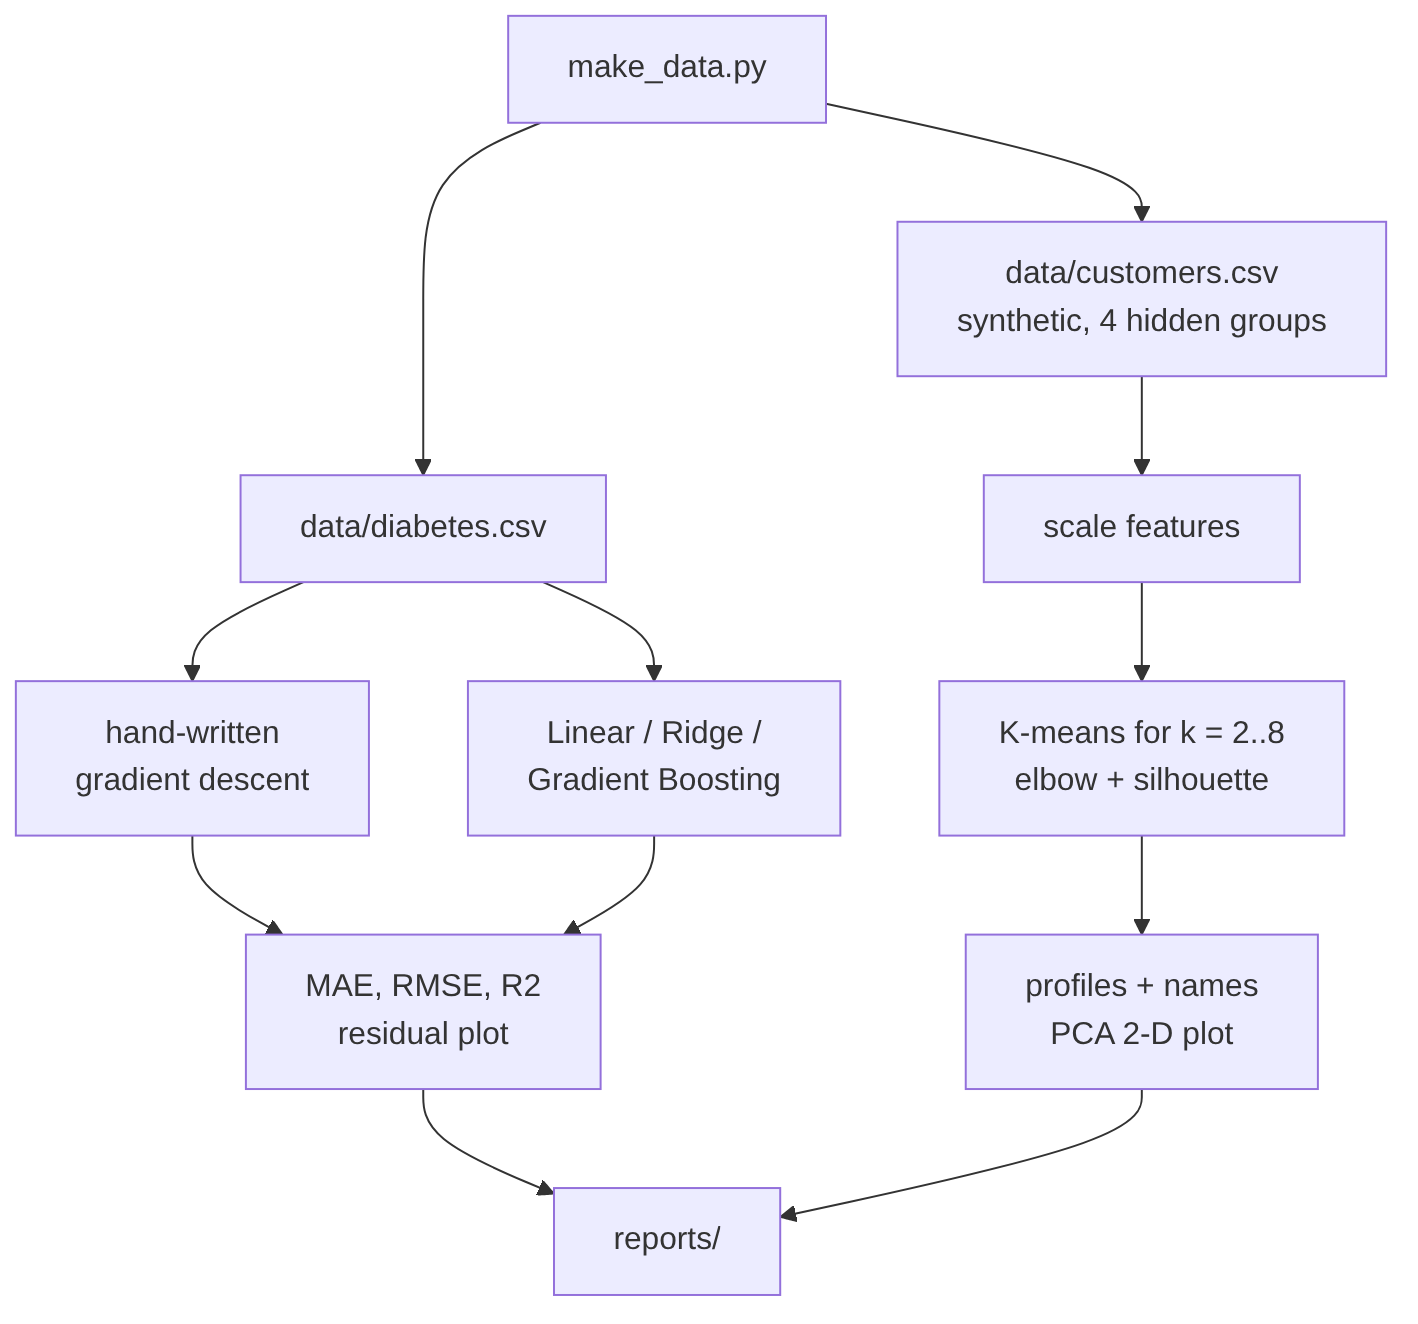 make_data.py
data/customers.csv
synthetic, 4 hidden groups
data/diabetes.csv
scale features
hand-written
gradient descent
Linear / Ridge /
Gradient Boosting
K-means for k = 2..8
elbow + silhouette
MAE, RMSE, R2
residual plot
profiles + names
PCA 2-D plot
reports/